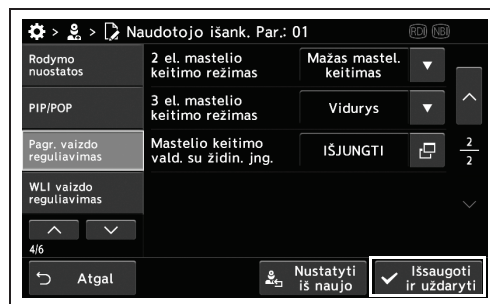 > > Naudotojo išank. Par.: 01 RDI NBI
Rodymo
nuostatos
PIP/POP
Pagr. vaizdo
reguliavimas
WLI vaizdo
reguliavimas
4/6
2 el. mastelio
keitimo režimas
Mažas mastel.
keitimas
3 el. mastelio
keitimo režimas
Vidurys
Mastelio keitimo
vald. su židin. jng.
IŠJUNGTI
2
2
Atgal
Nustatyti
iš naujo
Išsaugoti
ir uždaryti